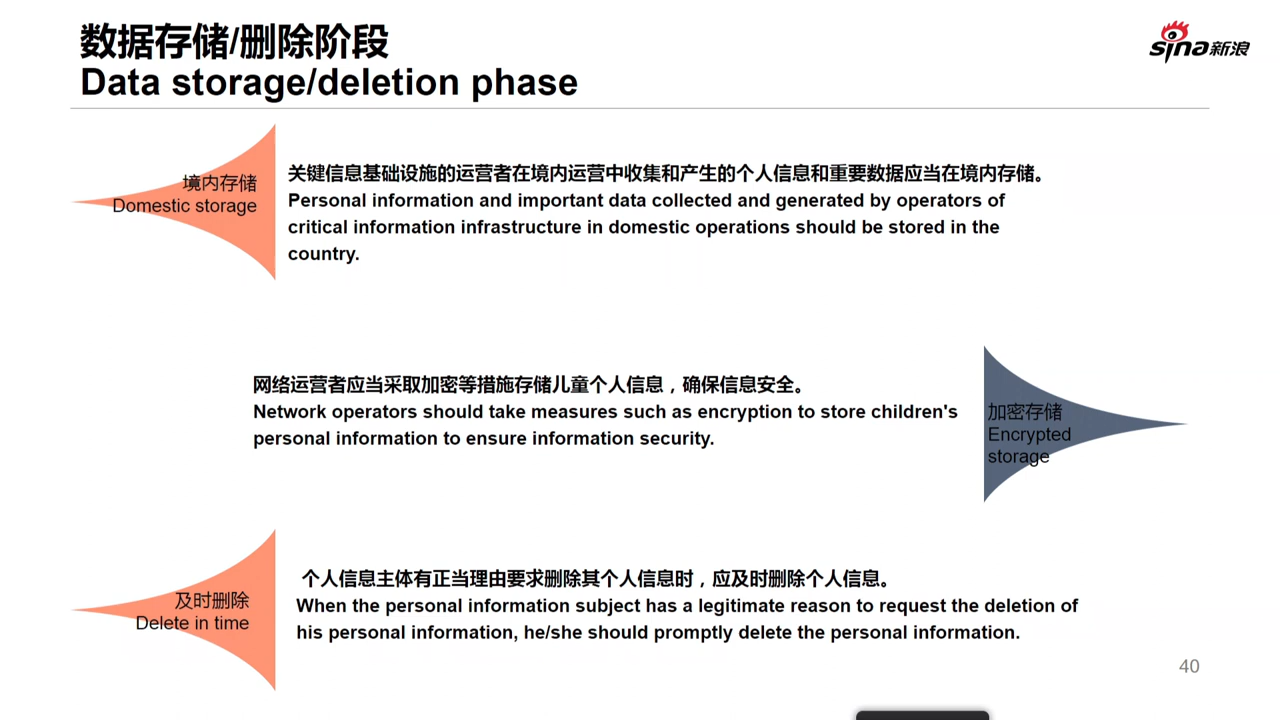 数据存储/删除阶段
Data storage/deletion phase
sina新浪
境内存储
Domestic storage
关键信息基础设施的运营者在境内运营中收集和产生的个人信息和重要数据应当在境内存储。
Personal information and important data collected and generated by operators of
critical information infrastructure in domestic operations should be stored in the
country.
网络运营者应当采取加密等措施存储儿童个人信息，确保信息安全。
Network operators should take measures such as encryption to store children's
personal information to ensure information security.
加密存储
Encrypted
storage
及时删除
Delete in time
个人信息主体有正当理由要求删除其个人信息时，应及时删除个人信息。
When the personal information subject has a legitimate reason to request the deletion of
his personal information, he/she should promptly delete the personal information.
40